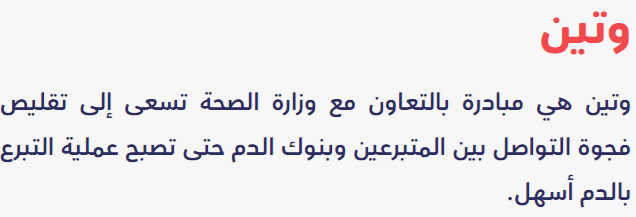 وتين
وتين هي مبادرة بالتعاون مع وزارة الصحة تسعى إلى تقليص
فجوة التواصل بين المتبرعين وبنوك الدم حتى تصبح عملية التبرع
بالدم أسهل.